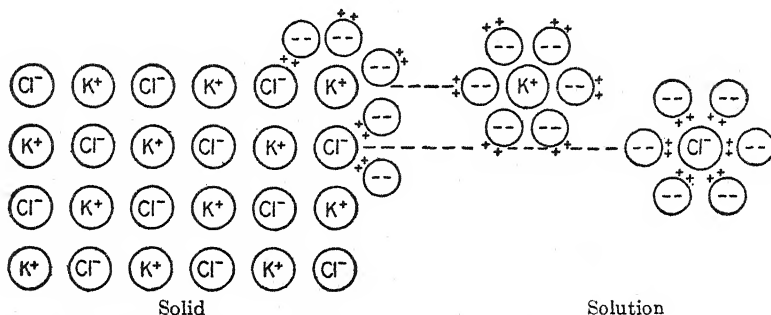 Cl⁻ K⁺ Cl⁻ K⁺ Cl⁻ K⁺ K⁺
K⁺ Cl⁻ K⁺ Cl⁻ K⁺ Cl⁻ Cl⁻
Cl⁻ K⁺ Cl⁻ K⁺ Cl⁻ K⁺
K⁺ Cl⁻ K⁺ Cl⁻ K⁺ Cl⁻
Solid Solution